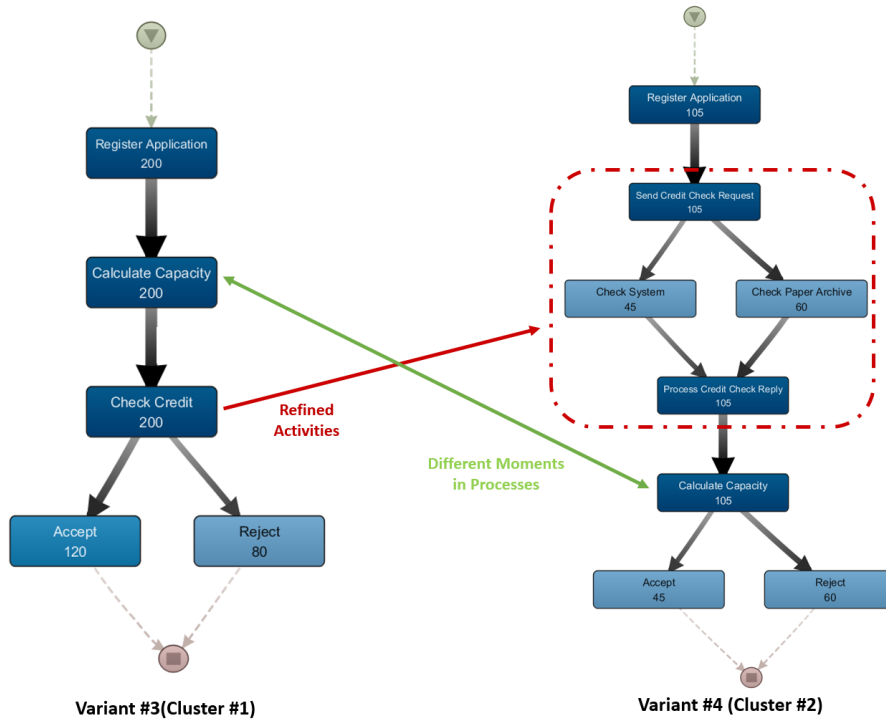 Register Application
200
Calculate Capacity
200
Check Credit
200
Accept
120
Reject
80
Variant #3(Cluster #1)
Refined
Activities
Different Moments
in Processes
Register Application
105
Send Credit Check Request
105
Check System
45
Check Paper Archive
60
Process Credit Check Reply
105
Calculate Capacity
105
Accept
45
Reject
60
Variant #4 (Cluster #2)